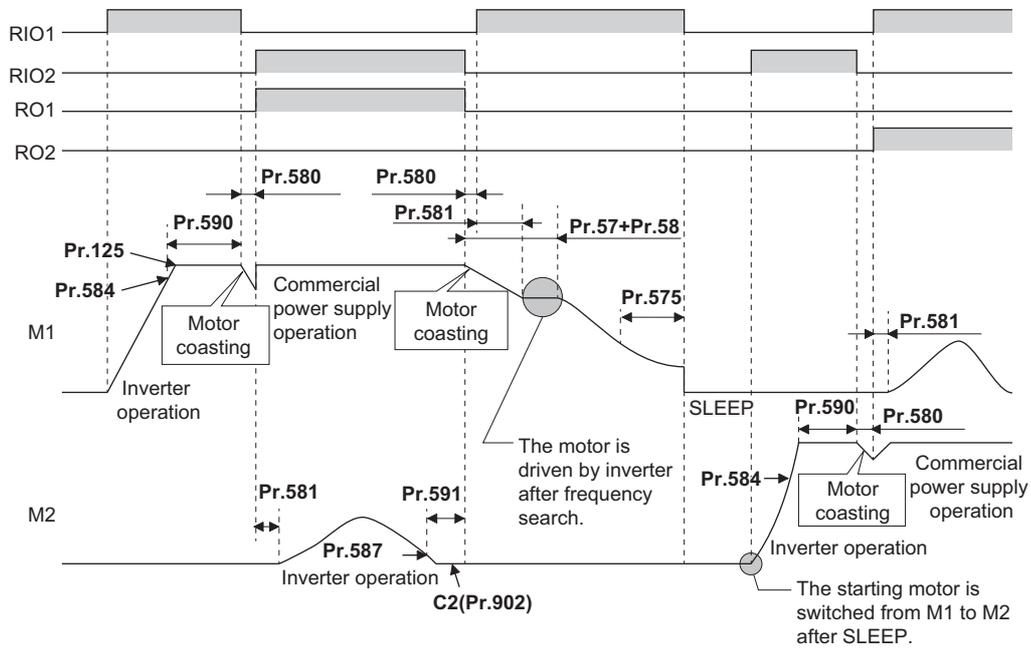 RIO1
RIO2
RO1
RO2
Pr.580
Pr.580
Pr.581
Pr.590
Pr.57+Pr.58
Pr.125
Pr.584
Commercial
power supply
operation
Motor
coasting
Motor
coasting
Pr.575
Pr.581
M1
Inverter
operation
SLEEP
Pr.590
Pr.580
The motor is
driven by inverter
after frequency
search.
Pr.584
Motor
coasting
Commercial
power supply
operation
Pr.581
Pr.591
M2
Pr.587
Inverter operation
Inverter operation
C2(Pr.902)
The starting motor is
switched from M1 to M2
after SLEEP.